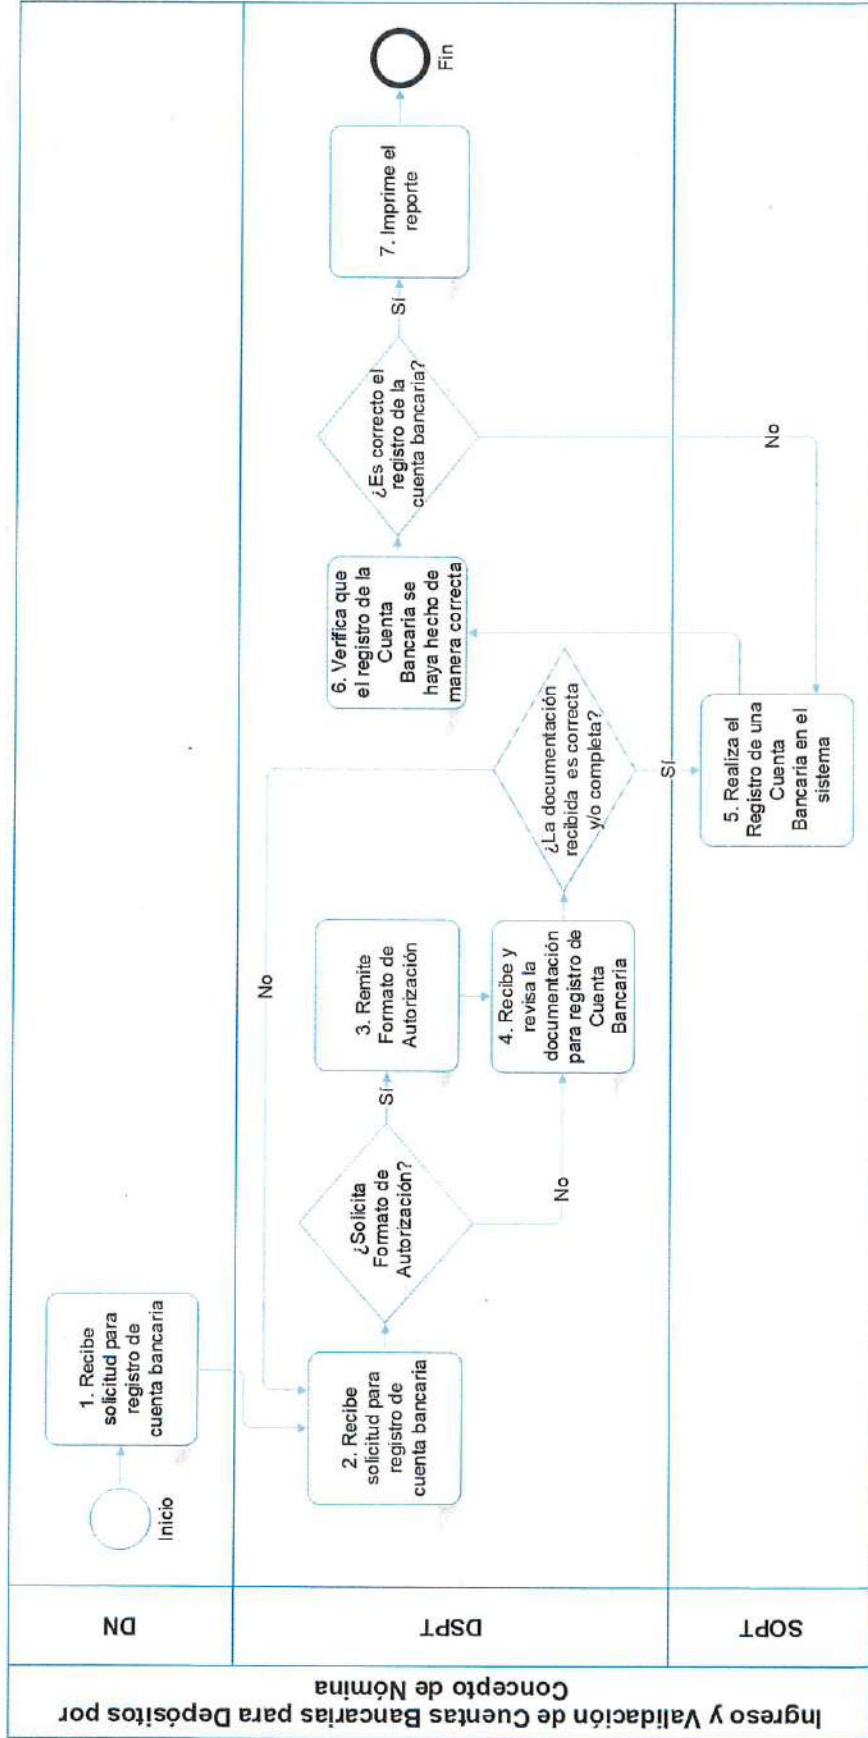 Ingreso y Validación de Cuentas Bancarias para Depósitos por
Concepto de Nómina
DN
Inicio
1. Recibe
solicitud para
registro de
cuenta bancaria
DSPT
2. Recibe
solicitud para
registro de
cuenta bancaria
¿Solicita
Formato de
Autorización?
Sí
No
3. Remite
Formato de
Autorización
4. Recibe y
revisa la
documentación
para registro de
Cuenta
Bancaria
¿La documentación
recibida es correcta
y/o completa?
No
Sí
6. Verifica que
el registro de la
Cuenta
Bancaria se
haya hecho de
manera correcta
¿Es correcto el
registro de la
cuenta bancaria?
Sí
No
7. Imprime el
reporte
Fin
SOPT
5. Realiza el
Registro de una
Cuenta
Bancaria en el
sistema